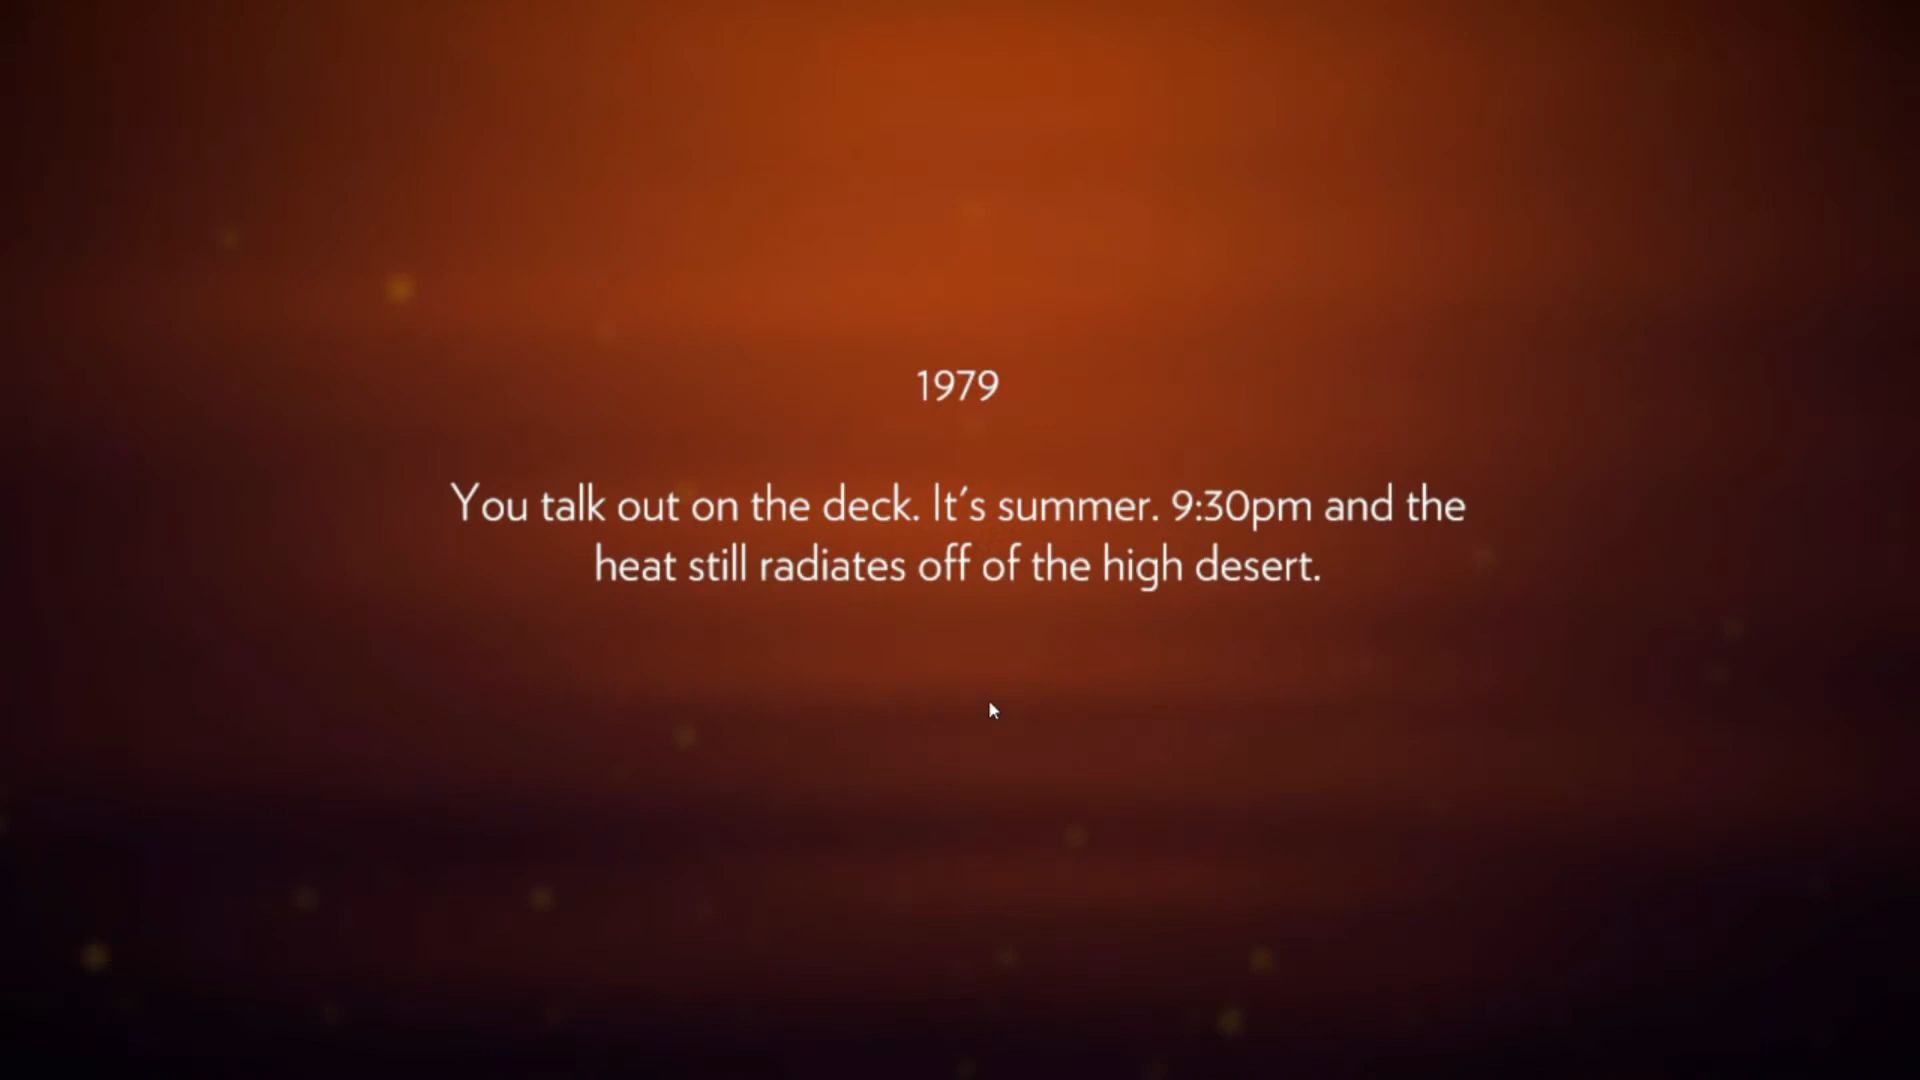 1979
You talk out on the deck. It's summer. 9:30pm and the
heat still radiates off of the high desert.